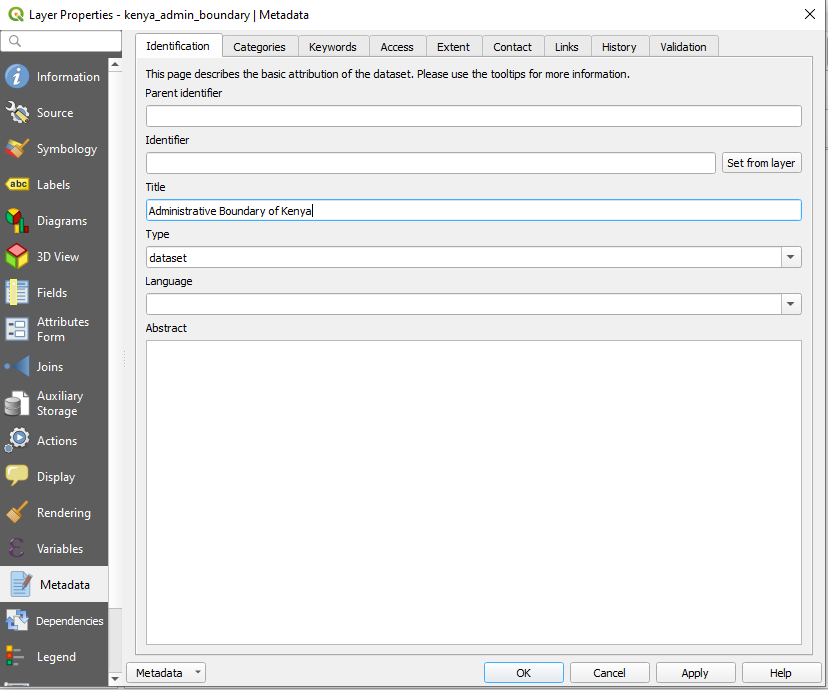 Layer Properties - kenya_admin_boundary | Metadata
Information
Source
Symbology
abc Labels
Diagrams
3D View
Fields
Attributes
Form
Joins
Auxiliary
Storage
Actions
Display
Rendering
Variables
Metadata
Dependencies
Legend
Identification Categories Keywords Access Extent Contact Links History Validation
This page describes the basic attribution of the dataset. Please use the tooltips for more information.
Parent identifier
Identifier
Set from layer
Title
Administrative Boundary of Kenya
Type
dataset
Language
Abstract
Metadata OK Cancel Apply Help